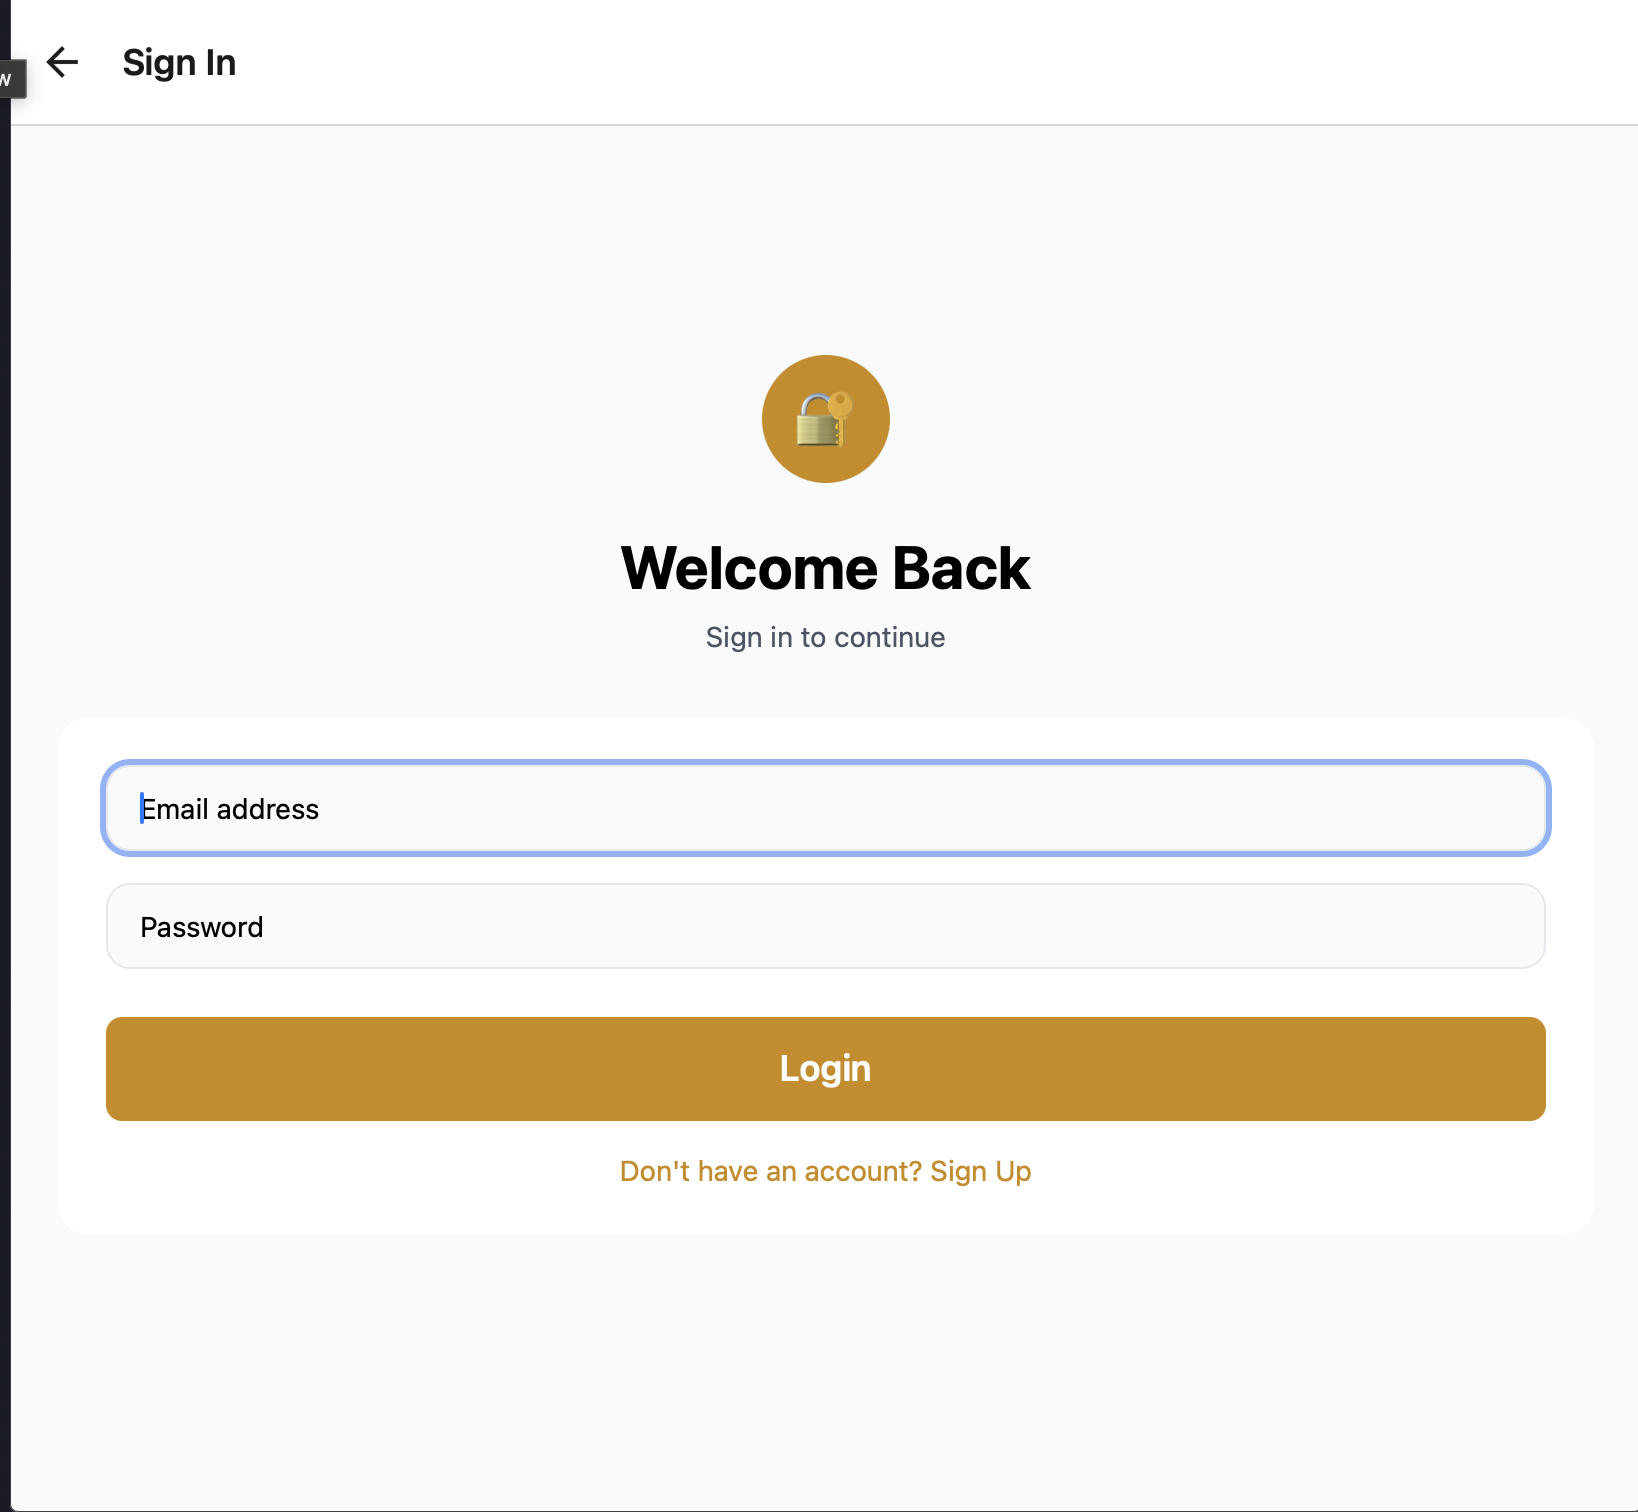 Sign In
w
Welcome Back
Sign in to continue
Email address
Password
Login
Don't have an account? Sign Up